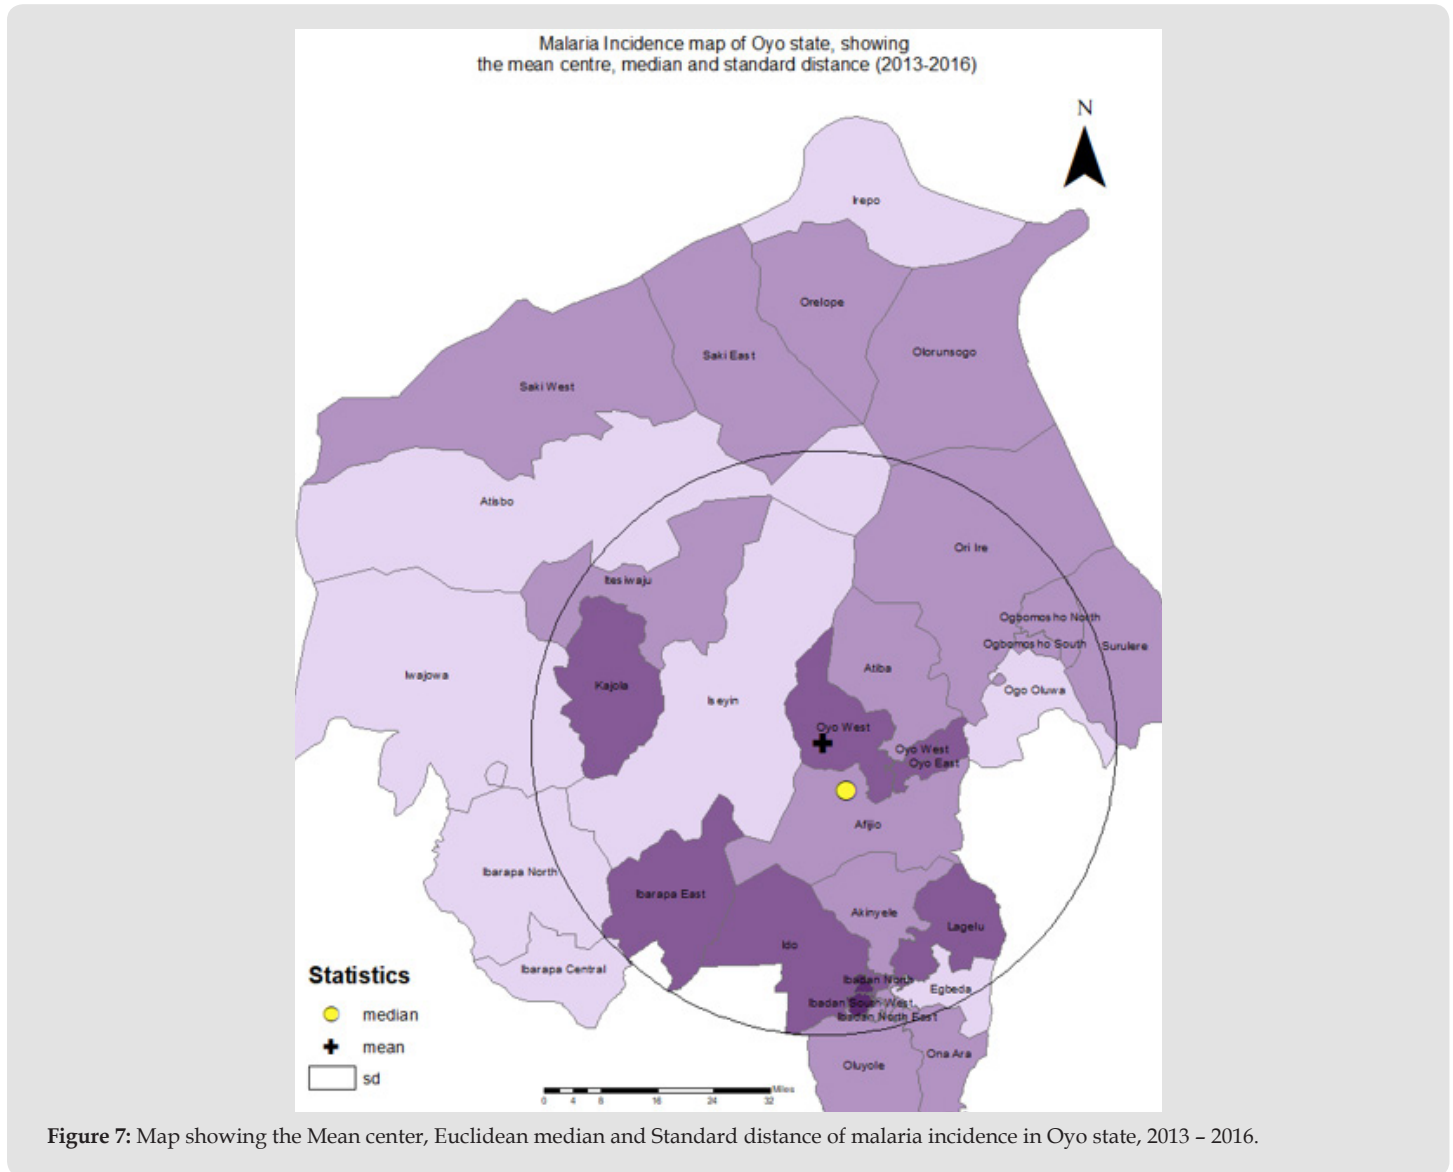 Malaria Incidence map of Oyo state, showing
the mean centre, median and standard distance (2013-2016)
N
Irepo
Orelope
Olorunsogo
Saki East
Saki West
Atisbo
Ori Ire
Itesiwaju
Ogbomosho North
Ogbomosho South
Surulere
Iwajowa
Kajola
Iseyin
Atiba
Ogo Oluwa
Oyo West
Oyo West
Oyo East
Afijio
Ibarapa North
Ibarapa East
Akinyele
Lagelu
Ido
Ibarapa Central
Ibadan North
Egbeda
Ibadan South West
Ibadan North East
Oluyole
Ona Ara
Statistics
median
mean
sd
Miles
0 4 8 16 24 32
Figure 7: Map showing the Mean center, Euclidean median and Standard distance of malaria incidence in Oyo state, 2013 – 2016.